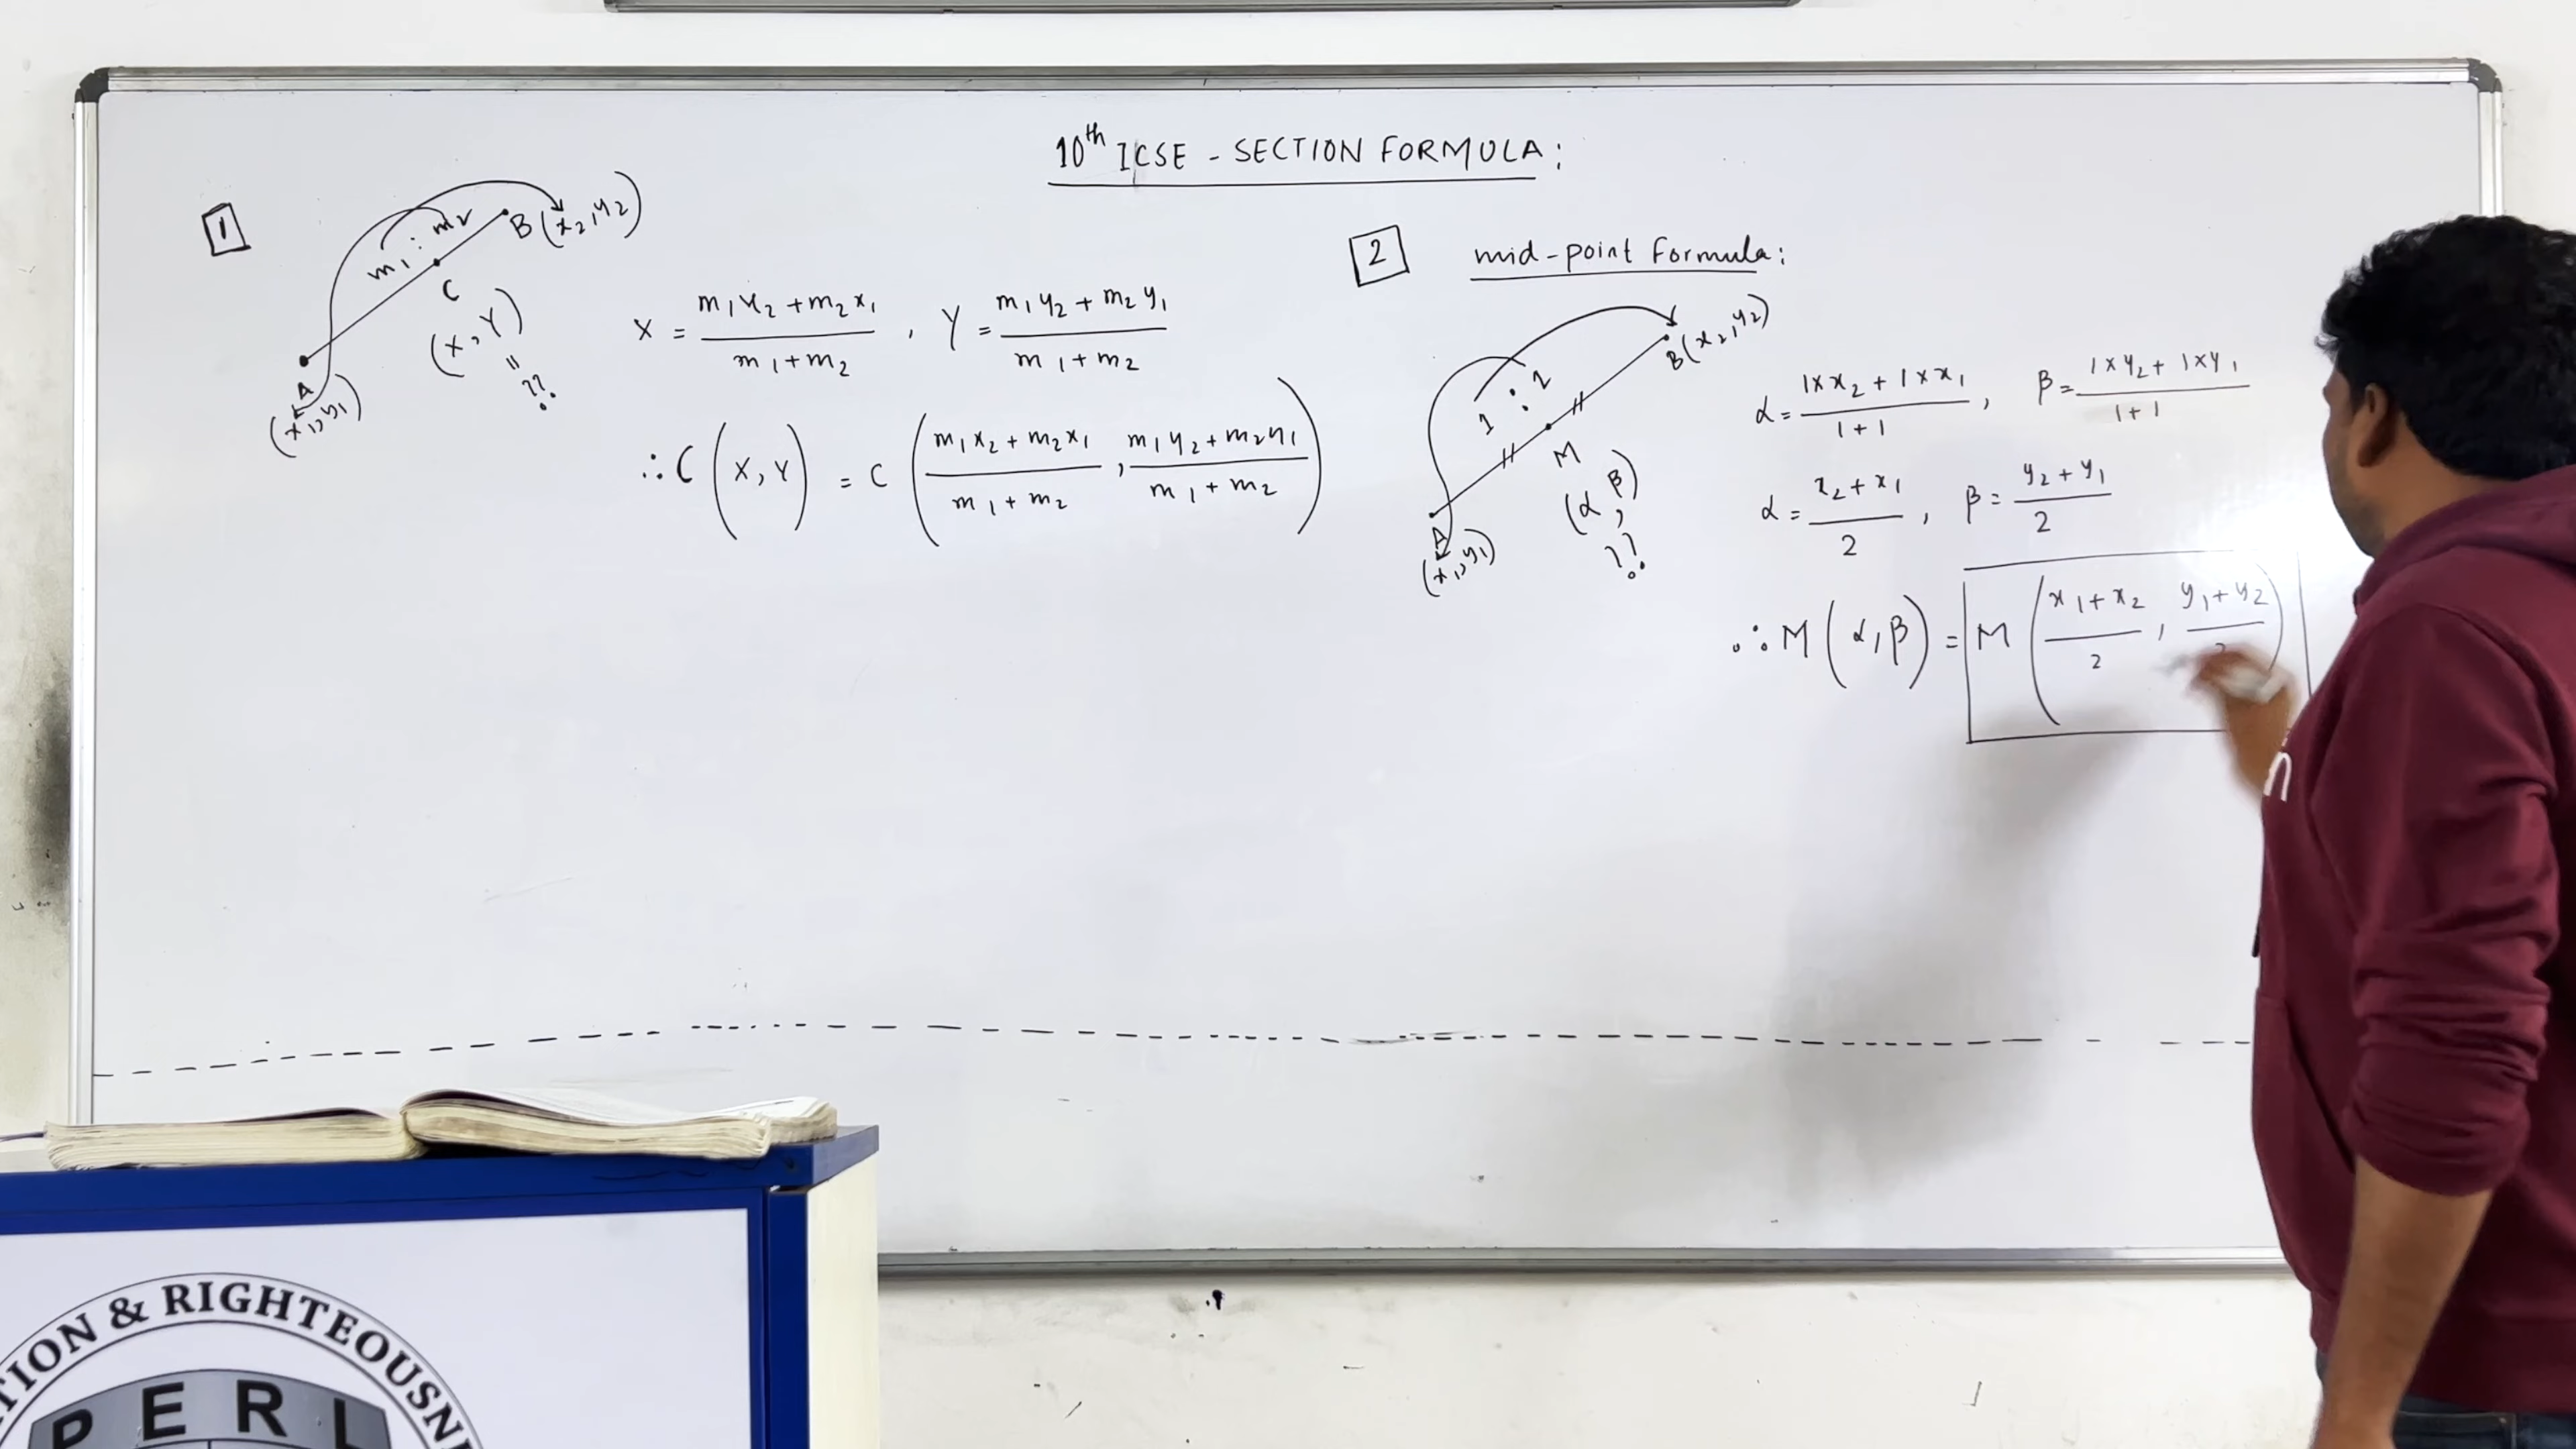 10th ICSE - SECTION FORMULA:
1
m1 : m2
B (x2, y2)
C
(X, Y)
=
??
A
(x1, y1)
X = m1x2 + m2x1 / m1 + m2 , Y = m1y2 + m2y1 / m1 + m2
∴ C (X, Y) = C (m1x2 + m2x1 / m1 + m2 , m1y2 + m2y1 / m1 + m2)
2 mid-point formula:
B (x2, y2)
M
(α, β)
??
A
(x1, y1)
α = 1×x2 + 1×x1 / 1+1 , β = 1×y2 + 1×y1 / 1+1
α = x2 + x1 / 2 , β = y2 + y1 / 2
∴ M (α, β) = M (x1 + x2 / 2 , y1 + y2 / 2)
& RIGHTEOUSN
PERL